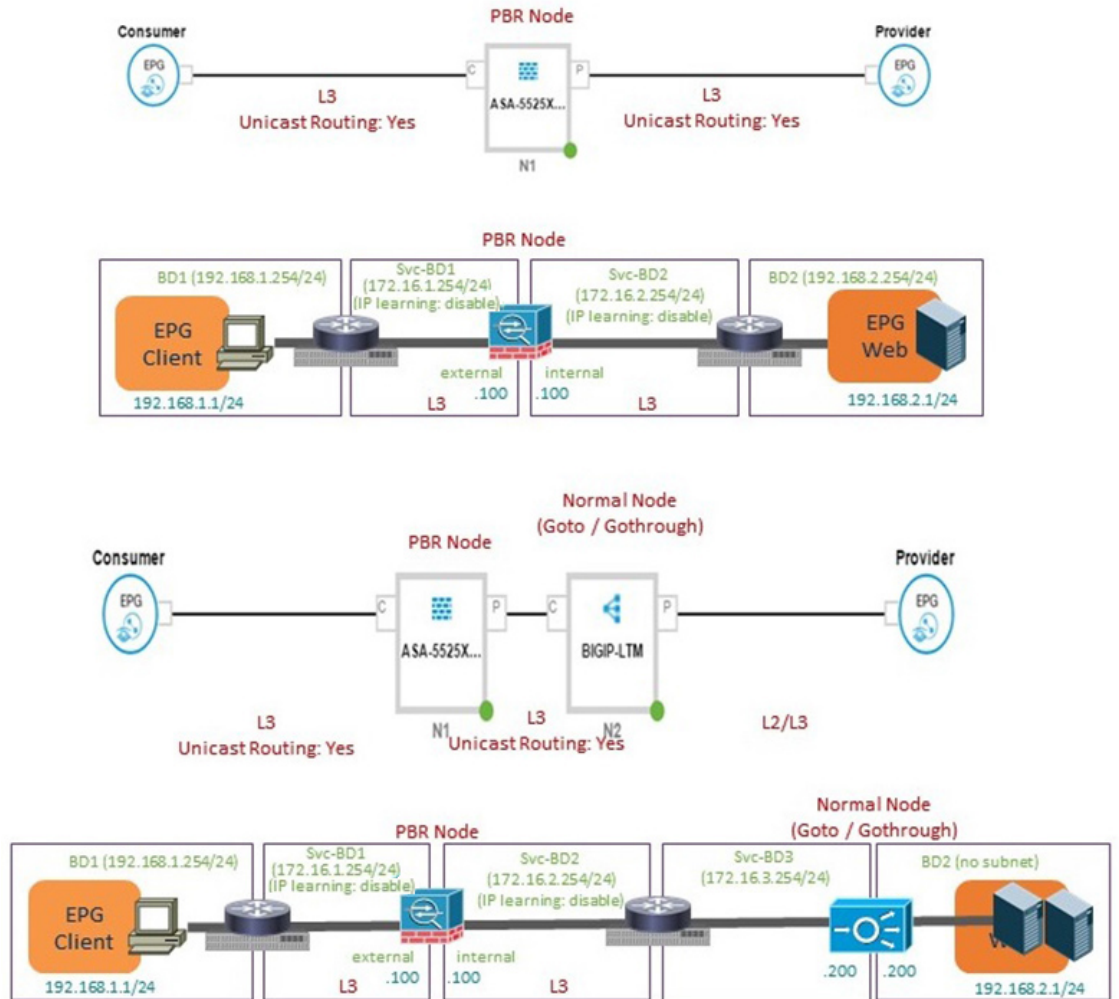 PBR Node
Consumer
Provider
EPG
C
P
EPG
ASA-5525X...
L3
Unicast Routing: Yes
L3
Unicast Routing: Yes
N1
PBR Node
BD1 (192.168.1.254/24)
Svc-BD1
(172.16.1.254/24)
(IP learning: disable)
Svc-BD2
(172.16.2.254/24)
(IP learning: disable)
BD2 (192.168.2.254/24)
EPG
Client
EPG
Web
external
.100
internal
.100
L3
L3
192.168.1.1/24
192.168.2.1/24
Normal Node
(Goto / Gothrough)
PBR Node
Consumer
Provider
EPG
C
P
C
P
EPG
ASA-5525X...
BIGIP-LTM
N1
N2
L3
Unicast Routing: Yes
L3
Unicast Routing: Yes
L2/L3
Normal Node
(Goto / Gothrough)
PBR Node
BD1 (192.168.1.254/24)
Svc-BD1
(172.16.1.254/24)
(IP learning: disable)
Svc-BD2
(172.16.2.254/24)
(IP learning: disable)
Svc-BD3
(172.16.3.254/24)
BD2 (no subnet)
EPG
Client
external
.100
internal
.100
L3
L3
.200
.200
192.168.1.1/24
192.168.2.1/24